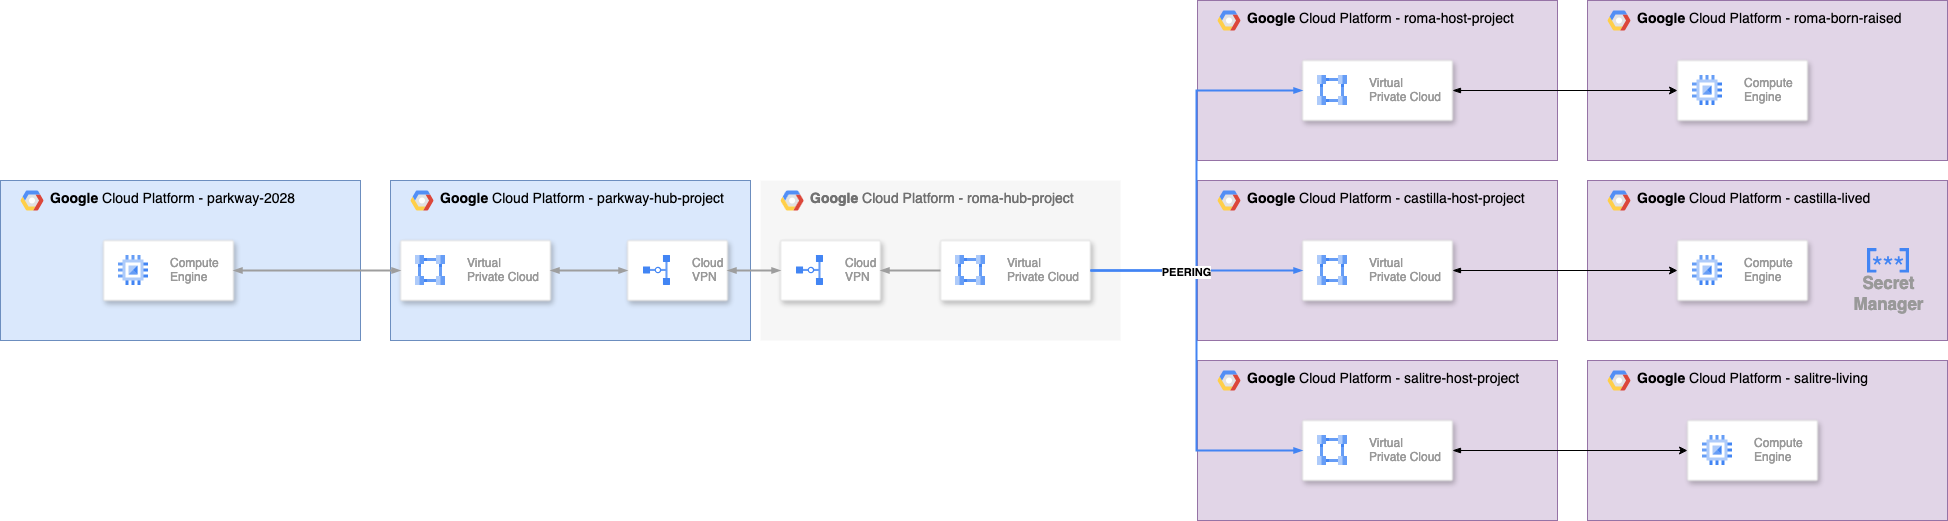 Google Cloud Platform - roma-host-project
Virtual
Private Cloud
Google Cloud Platform - roma-born-raised
Compute
Engine
Google Cloud Platform - parkway-2028
Compute
Engine
Google Cloud Platform - parkway-hub-project
Virtual
Private Cloud
Cloud
VPN
Google Cloud Platform - roma-hub-project
Cloud
VPN
Virtual
Private Cloud
PEERING
Google Cloud Platform - castilla-host-project
Virtual
Private Cloud
Google Cloud Platform - castilla-lived
Compute
Engine
[***]
Secret
Manager
Google Cloud Platform - salitre-host-project
Virtual
Private Cloud
Google Cloud Platform - salitre-living
Compute
Engine